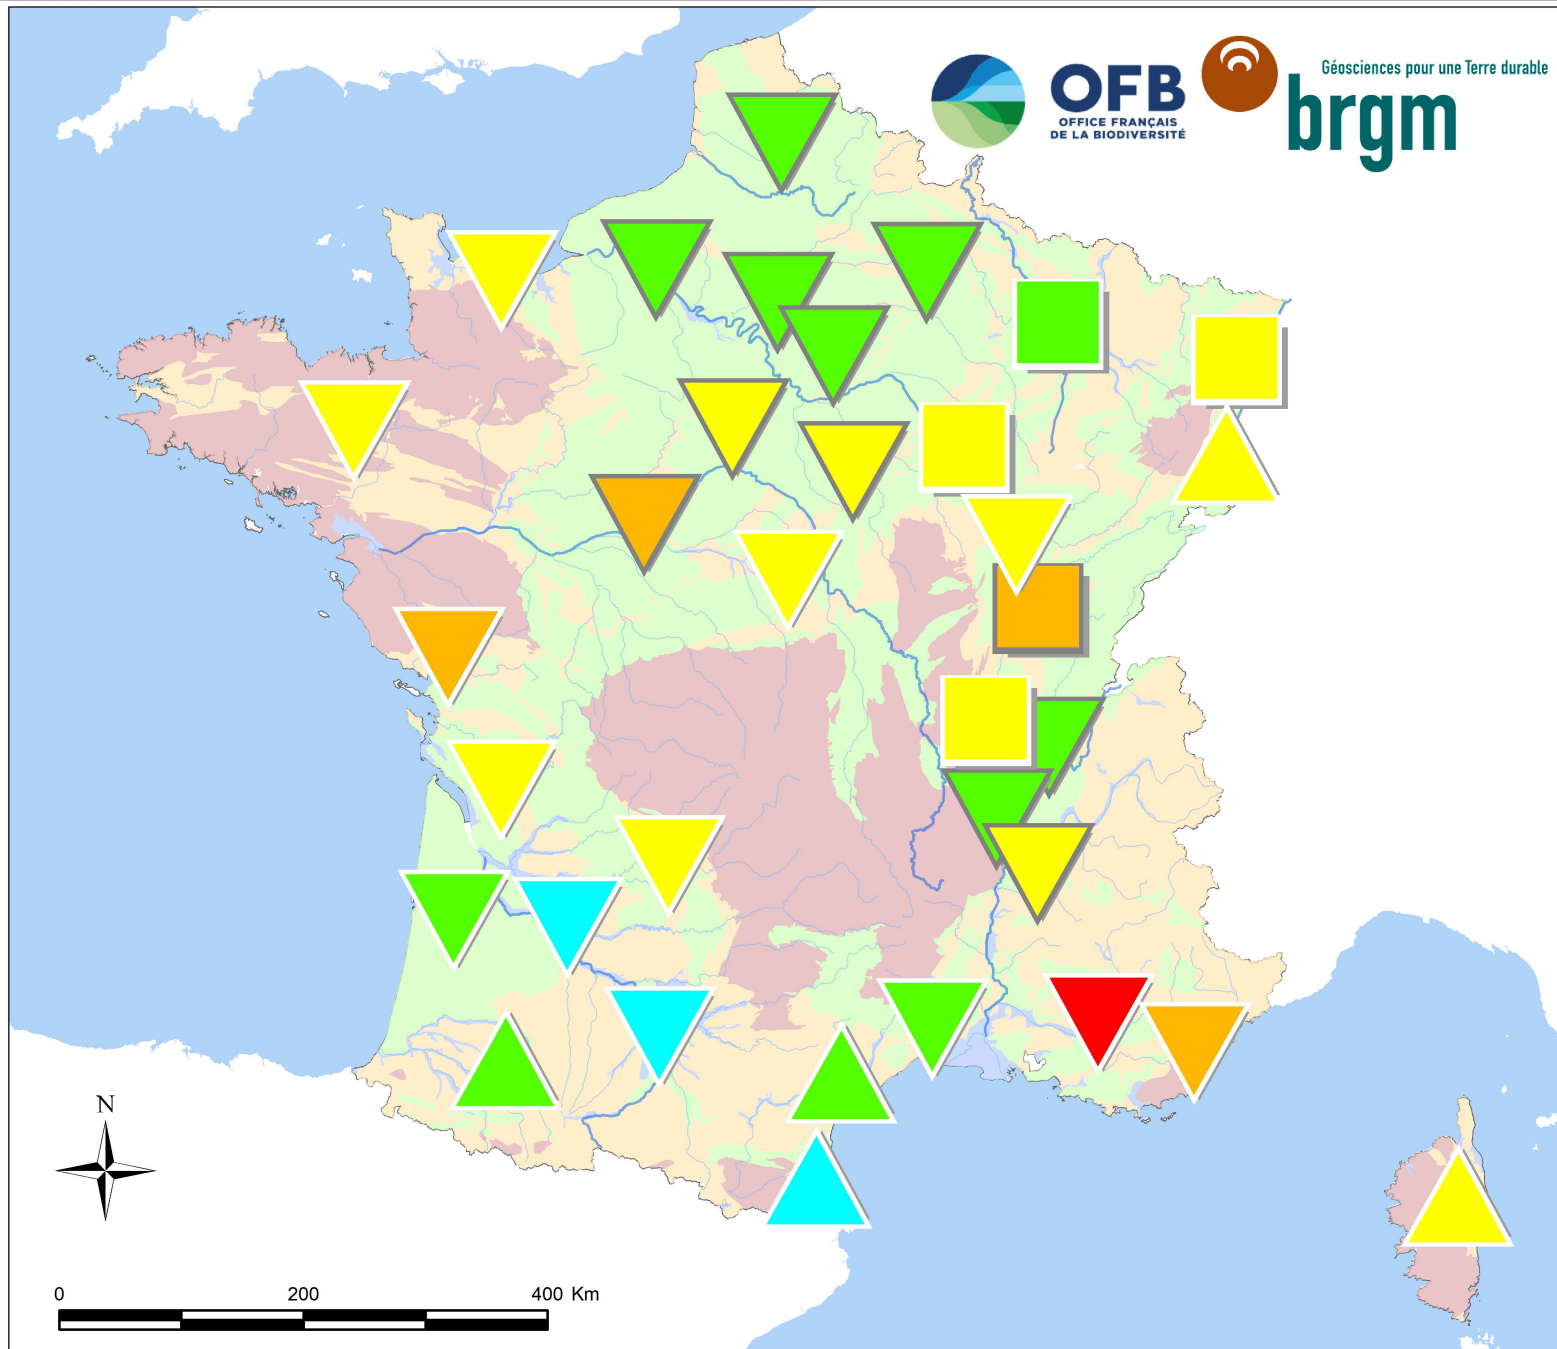 OFB
OFFICE FRANÇAIS
DE LA BIODIVERSITÉ
Géosciences pour une Terre durable
brgm
N
0 200 400 Km